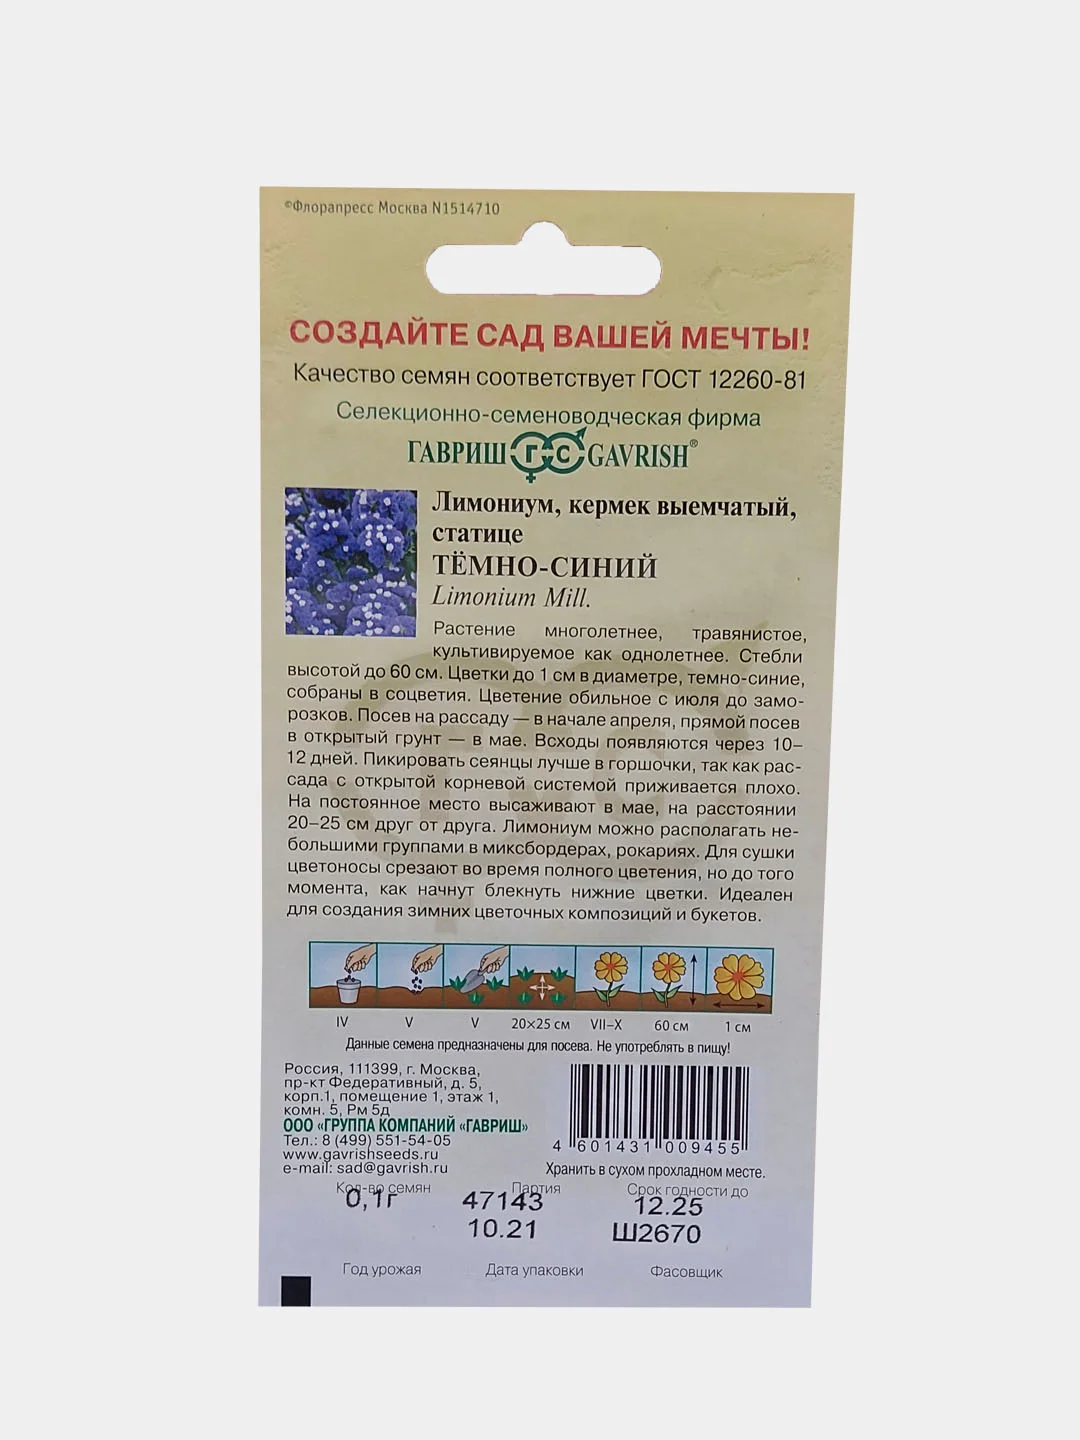 ©Флорапресс Москва N1514710
СОЗДАЙТЕ САД ВАШЕЙ МЕЧТЫ!
Качество семян соответствует ГОСТ 12260-81
Селекционно-семеноводческая фирма
ГАВРИШ Г С GAVRISH®
Лимониум, кермек выемчатый,
статице
ТЁМНО-СИНИЙ
Limonium Mill.
Растение многолетнее, травянистое,
культивируемое как однолетнее. Стебли
высотой до 60 см. Цветки до 1 см в диаметре, темно-синие,
собраны в соцветия. Цветение обильное с июля до замо-
розков. Посев на рассаду — в начале апреля, прямой посев
в открытый грунт — в мае. Всходы появляются через 10–
12 дней. Пикировать сеянцы лучше в горшочки, так как рас-
сада с открытой корневой системой приживается плохо.
На постоянное место высаживают в мае, на расстоянии
20–25 см друг от друга. Лимониум можно располагать не-
большими группами в миксбордерах, рокариях. Для сушки
цветоносы срезают во время полного цветения, но до того
момента, как начнут блекнуть нижние цветки. Идеален
для создания зимних цветочных композиций и букетов.
IV V V 20×25 см VII–X 60 см 1 см
Данные семена предназначены для посева. Не употреблять в пищу!
Россия, 111399, г. Москва,
пр-кт Федеративный, д. 5,
корп.1, помещение 1, этаж 1,
комн. 5, Рм 5д
ООО «ГРУППА КОМПАНИЙ «ГАВРИШ»
Тел.: 8 (499) 551-54-05
www.gavrishseeds.ru
e-mail: sad@gavrish.ru
4 601431 009455
Хранить в сухом прохладном месте.
Кол-во семян Партия Срок годности до
0,1г 47143 12.25
10.21 Ш2670
Год урожая Дата упаковки Фасовщик